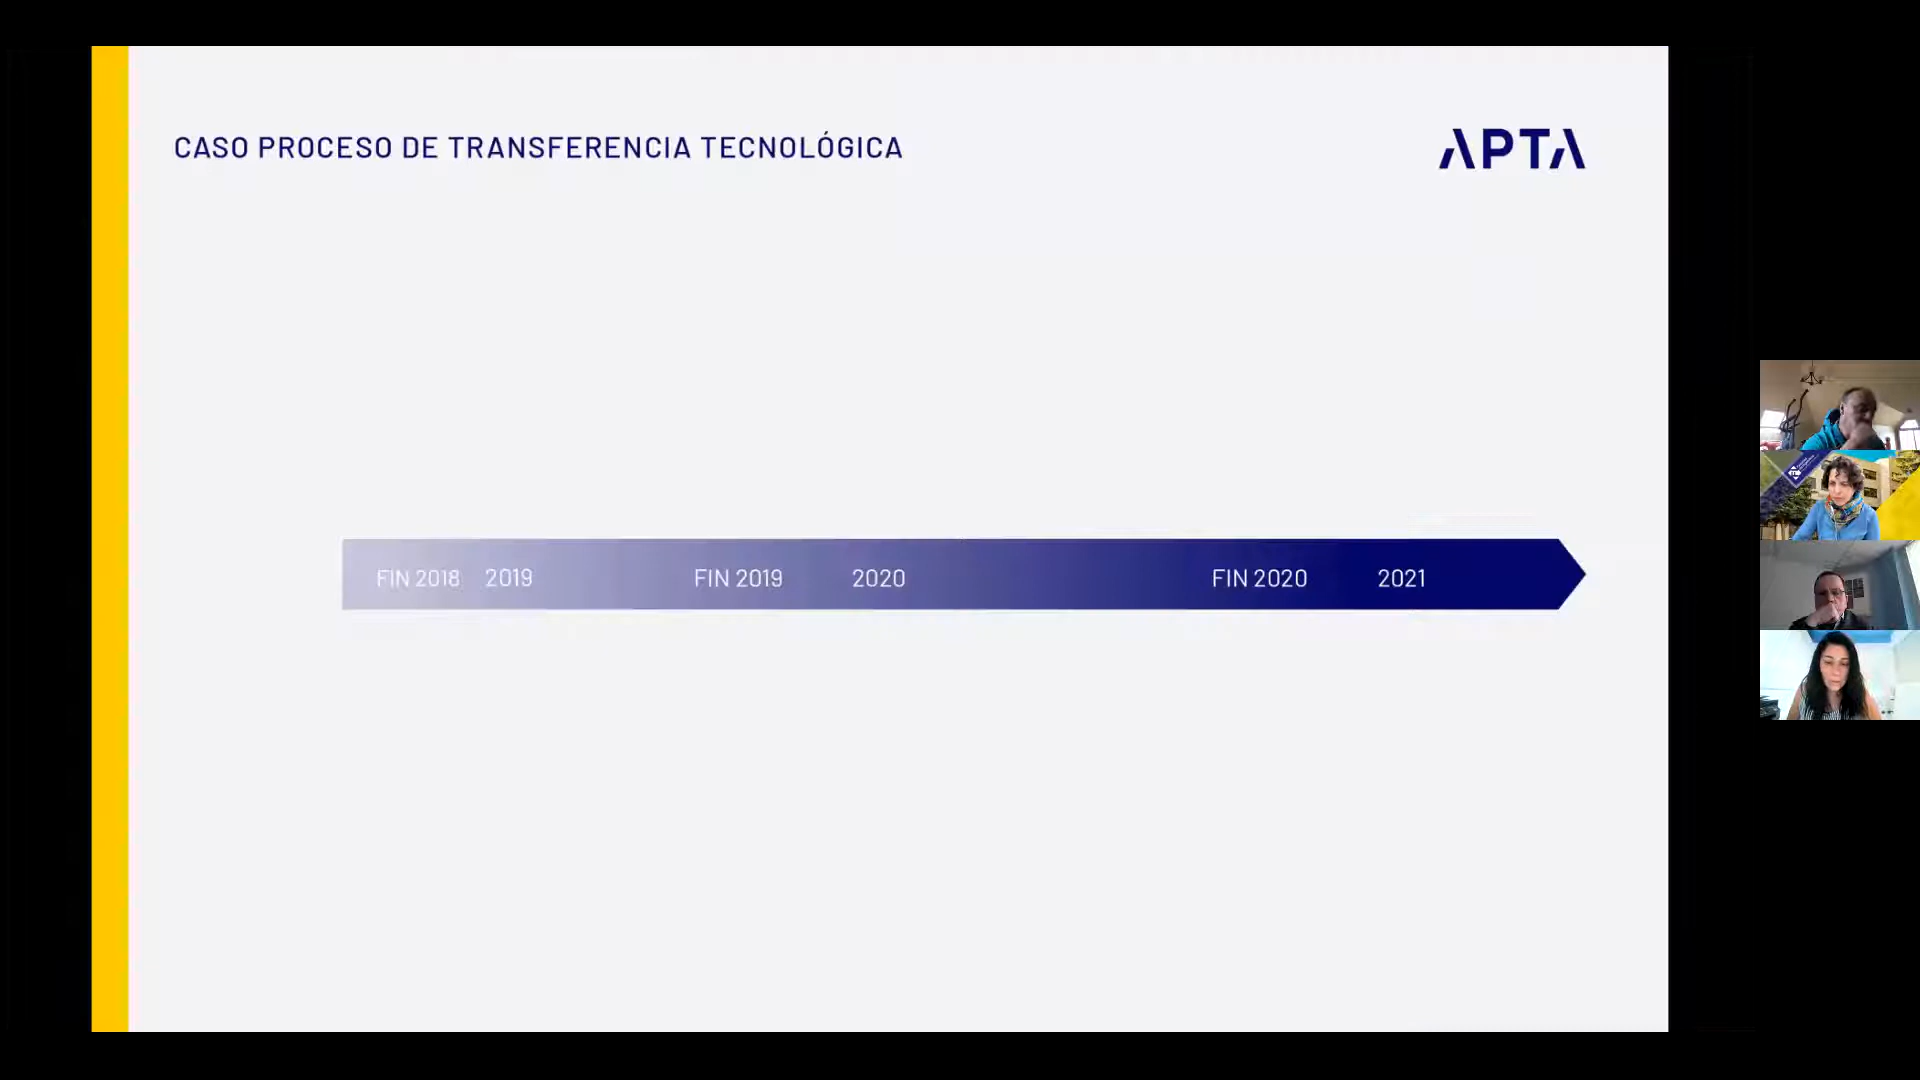 CASO PROCESO DE TRANSFERENCIA TECNOLÓGICA
APTA
FIN 2018 2019 FIN 2019 2020 FIN 2020 2021